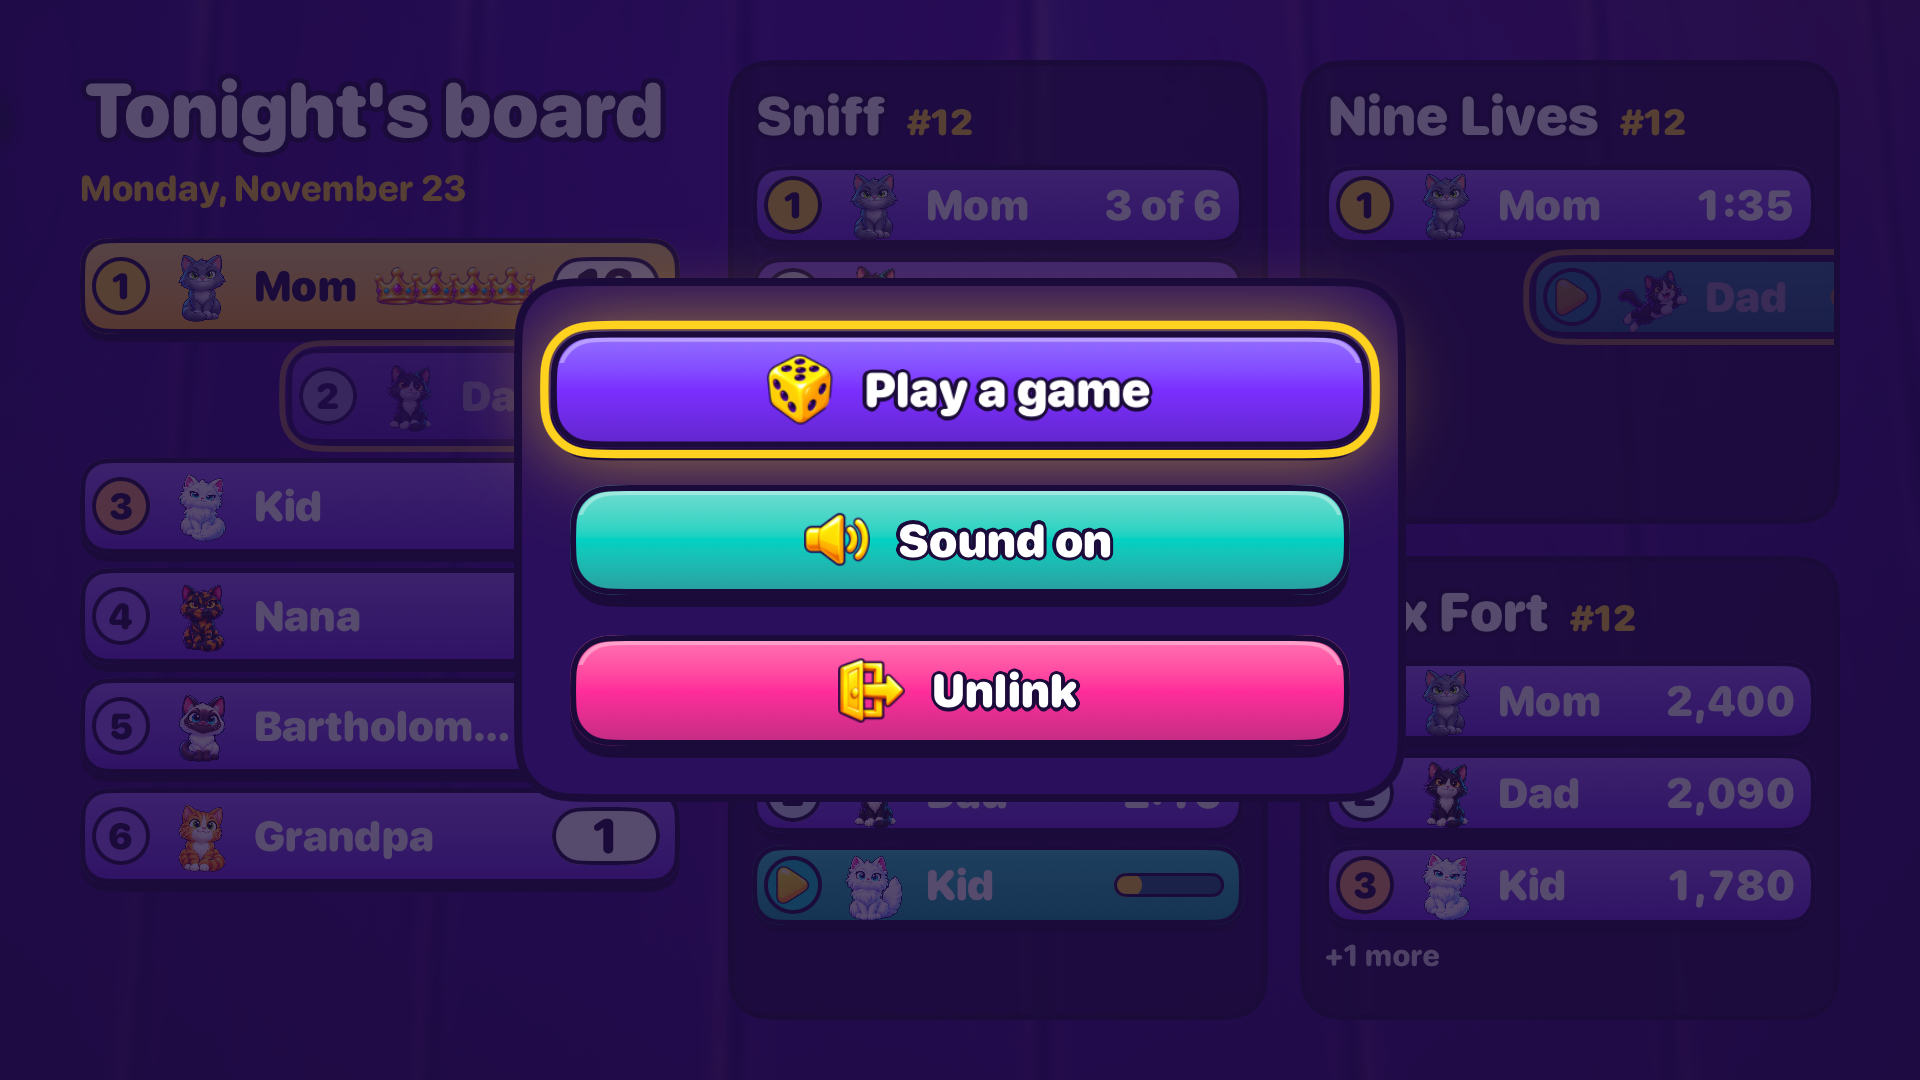 Tonight's board
Monday, November 23
1 Mom
2
3 Kid
4 Nana
5 Bartholom...
6 Grandpa 1
Sniff #12
1 Mom 3 of 6
Kid
Nine Lives #12
1 Mom 1:35
Dad
Play a game
Sound on
Unlink
x Fort #12
Mom 2,400
Dad 2,090
3 Kid 1,780
+1 more